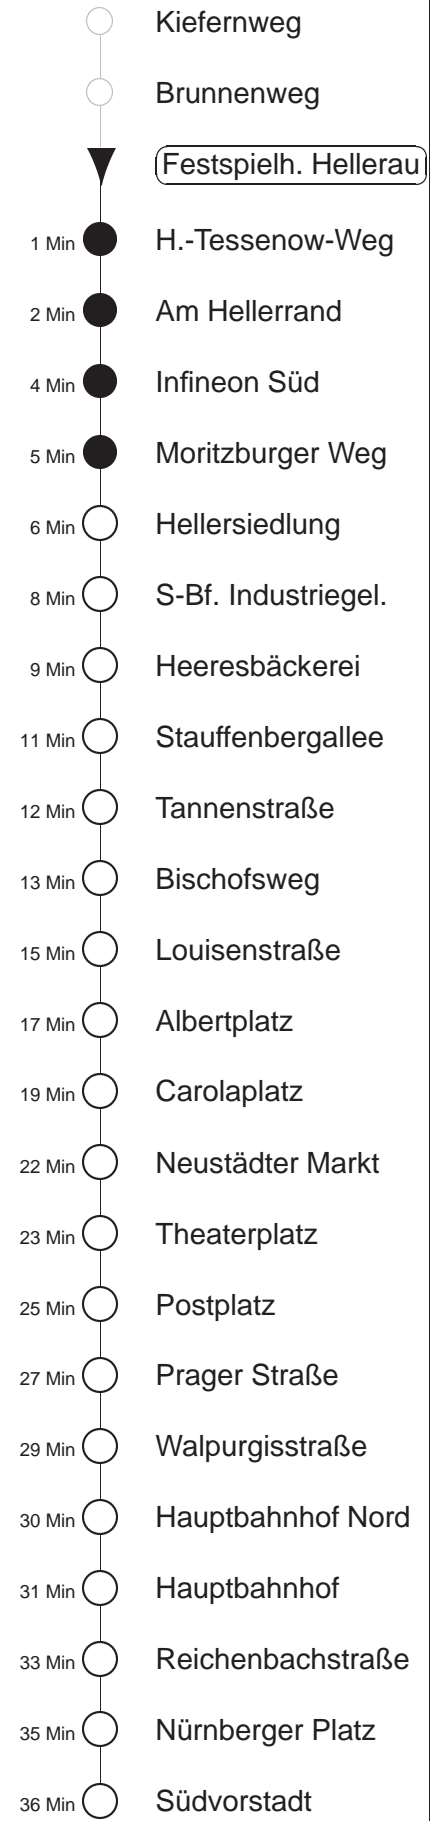 Kiefernweg
Brunnenweg
Festspielh. Hellerau
1 Min H.-Tessenow-Weg
2 Min Am Hellerrand
4 Min Infineon Süd
5 Min Moritzburger Weg
6 Min Hellersiedlung
8 Min S-Bf. Industriegel.
9 Min Heeresbäckerei
11 Min Stauffenbergallee
12 Min Tannenstraße
13 Min Bischofsweg
15 Min Louisenstraße
17 Min Albertplatz
19 Min Carolaplatz
22 Min Neustädter Markt
23 Min Theaterplatz
25 Min Postplatz
27 Min Prager Straße
29 Min Walpurgisstraße
30 Min Hauptbahnhof Nord
31 Min Hauptbahnhof
33 Min Reichenbachstraße
35 Min Nürnberger Platz
36 Min Südvorstadt